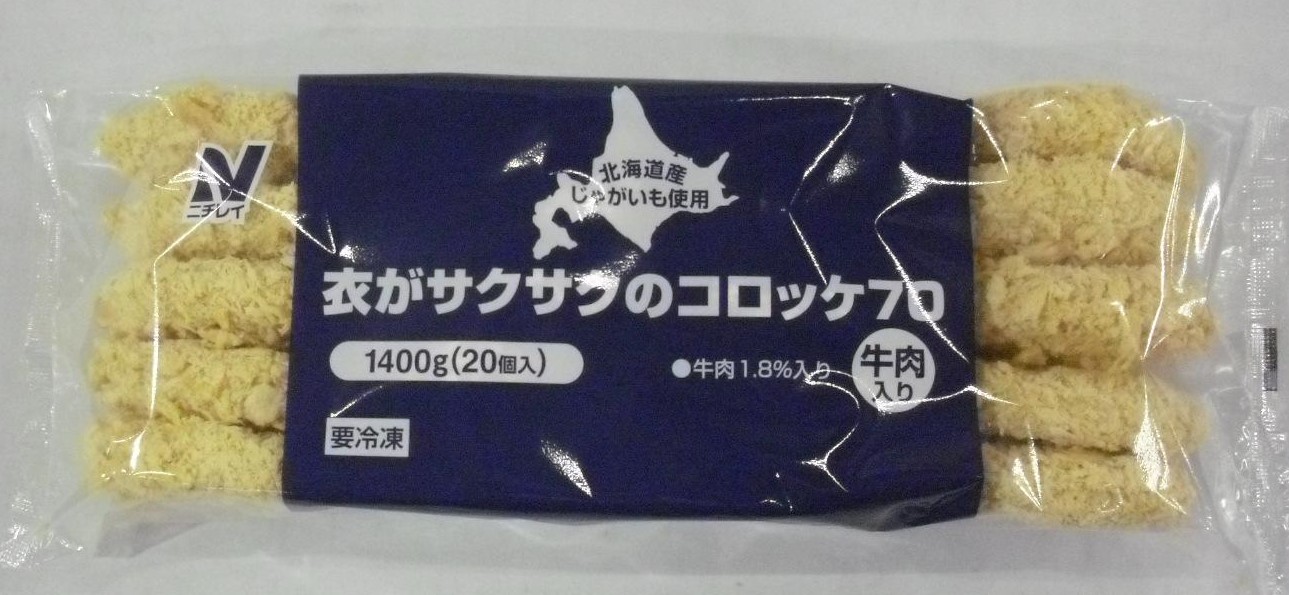 ニチレイ
北海道産
じゃがいも使用
衣がサクサクのコロッケ70
1400g(20個入)
●牛肉1.8%入り
牛肉
入り
要冷凍